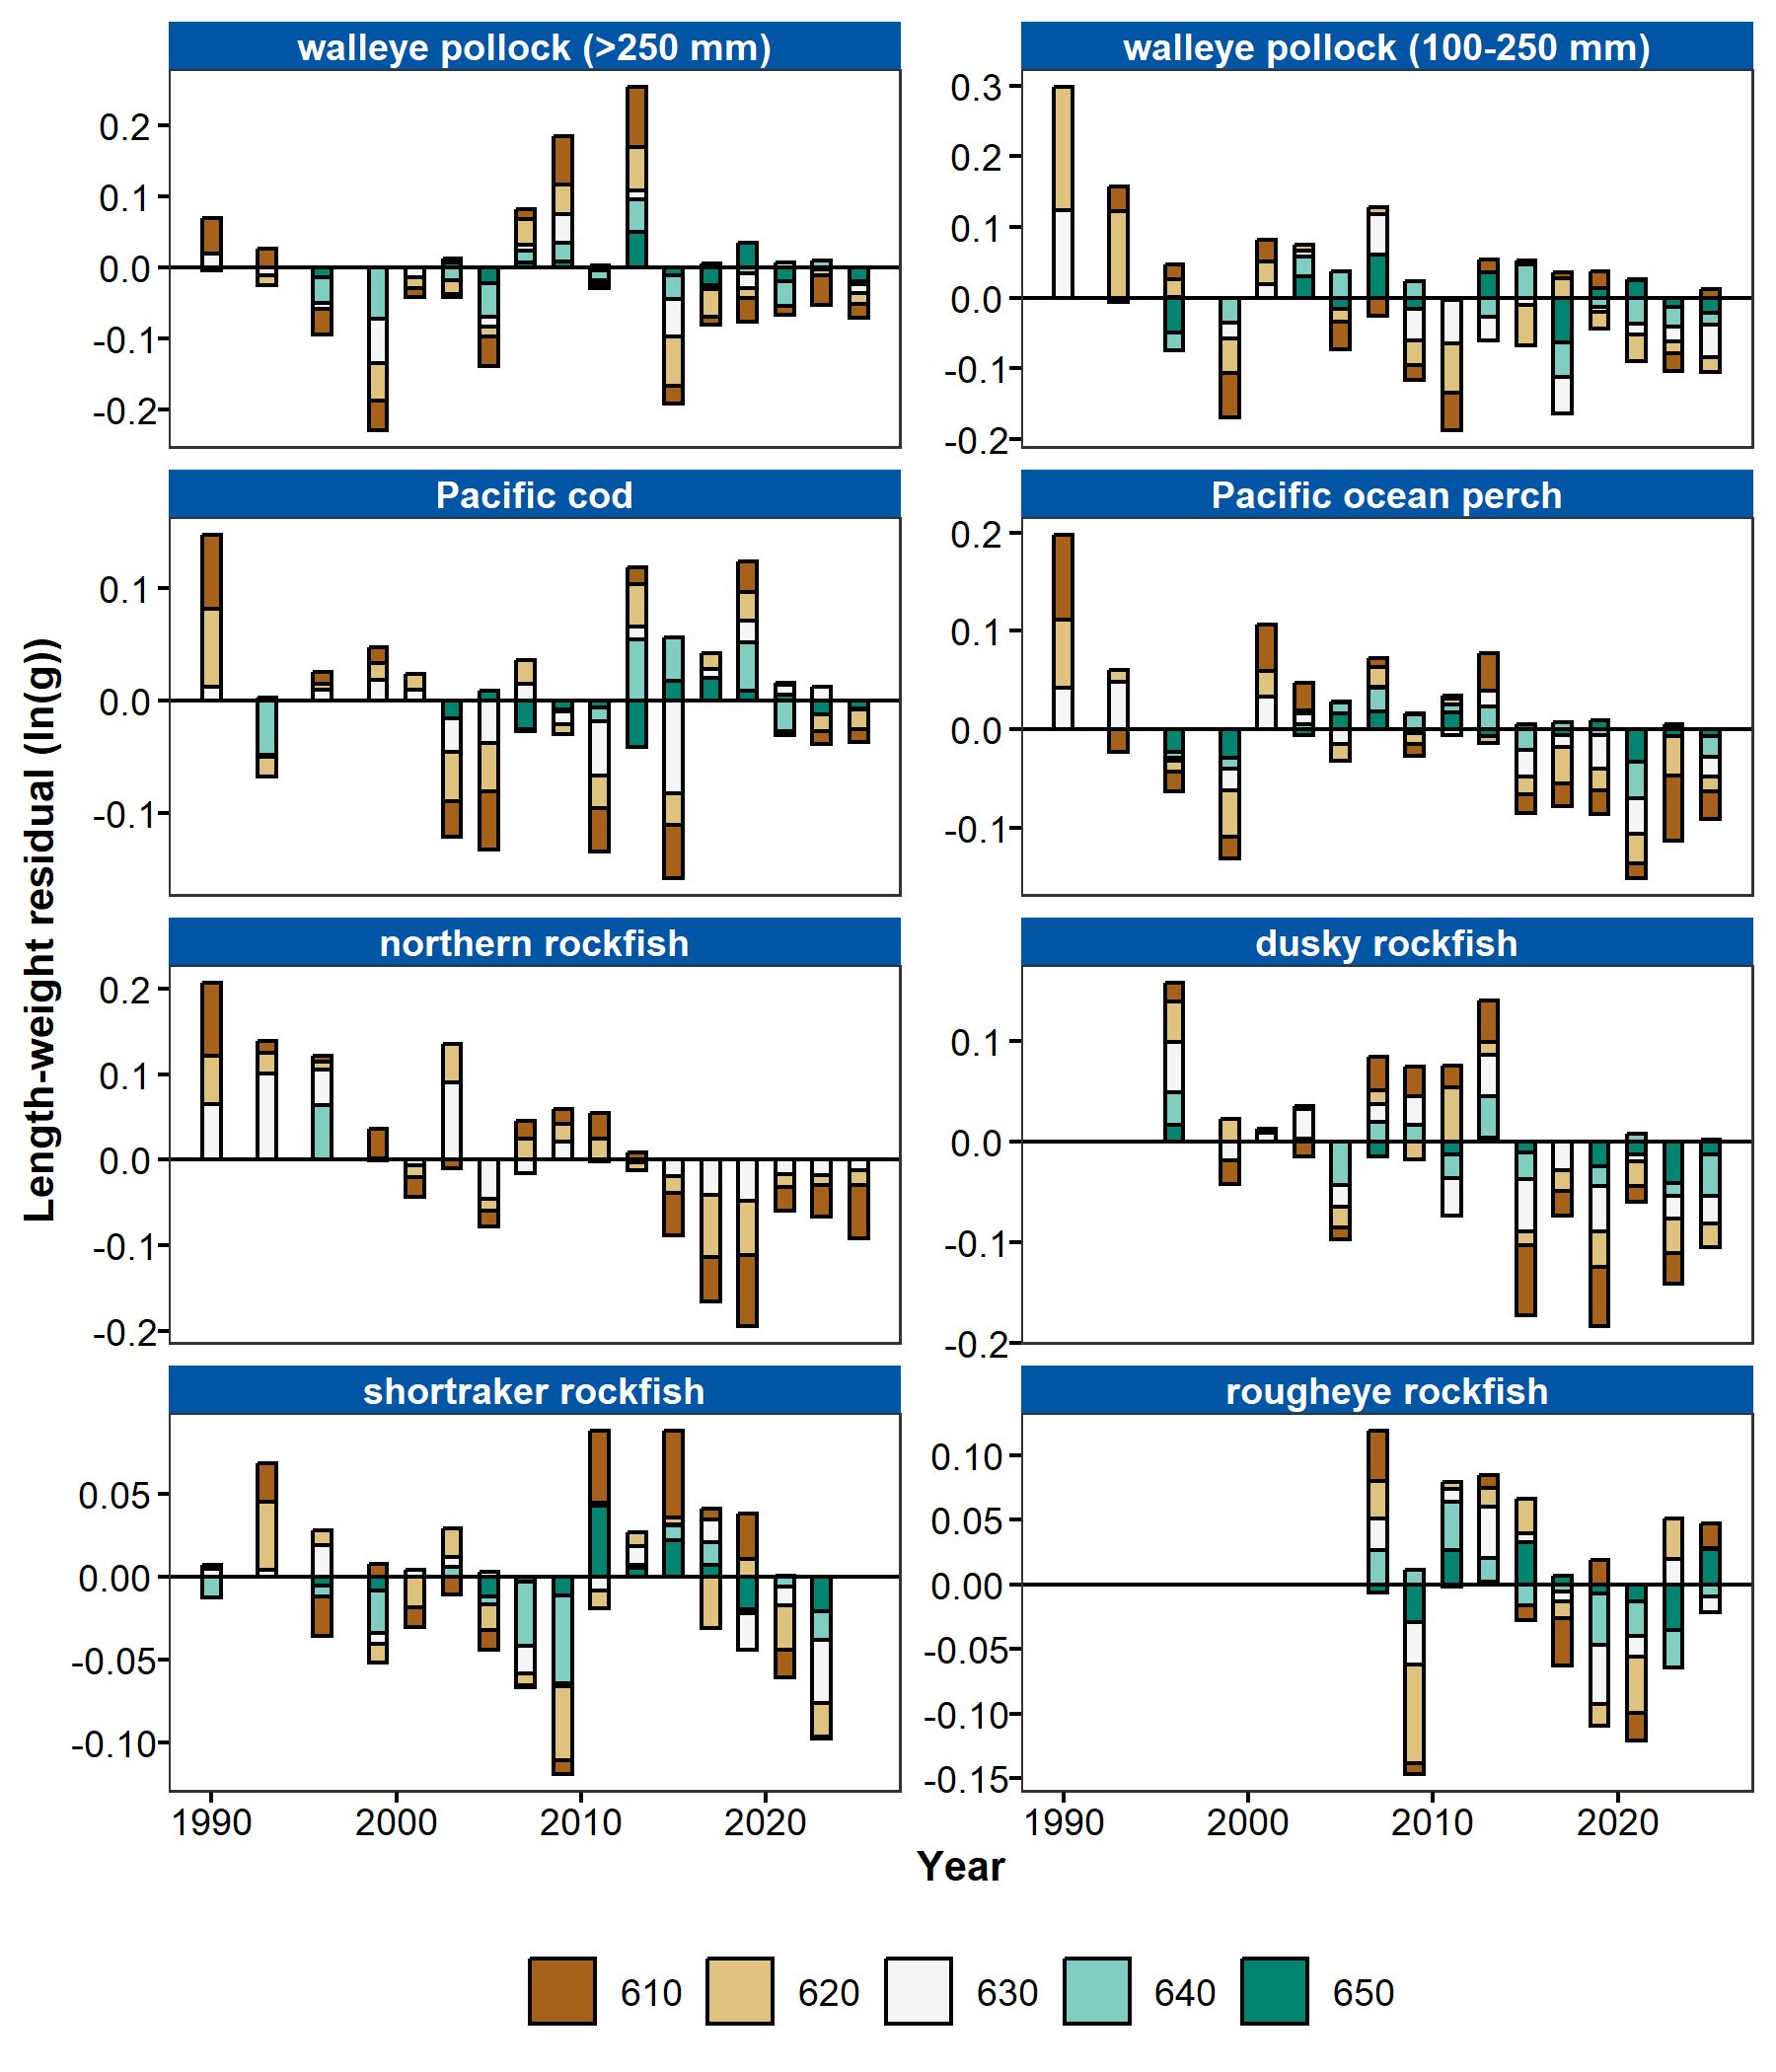 walleye pollock (>250 mm)
walleye pollock (100-250 mm)
0.2
0.1
0.0
-0.1
-0.2
0.3
0.2
0.1
0.0
-0.1
-0.2
Pacific cod
Pacific ocean perch
0.1
0.0
-0.1
0.2
0.1
0.0
-0.1
northern rockfish
dusky rockfish
0.2
0.1
0.0
-0.1
-0.2
0.1
0.0
-0.1
-0.2
shortraker rockfish
rougheye rockfish
0.05
0.00
-0.05
-0.10
0.10
0.05
0.00
-0.05
-0.10
-0.15
1990 2000 2010 2020
1990 2000 2010 2020
Length-weight residual (ln(g))
Year
610 620 630 640 650